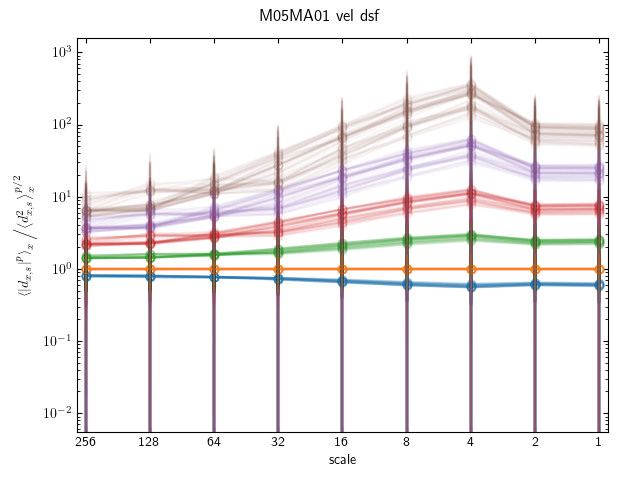 M05MA01 vel dsf
10³
10²
10¹
10⁰
10⁻¹
10⁻²
⟨|d_{x,s}|^p⟩_x / ⟨d²_{x,s}⟩_x^{p/2}
256 128 64 32 16 8 4 2 1
scale